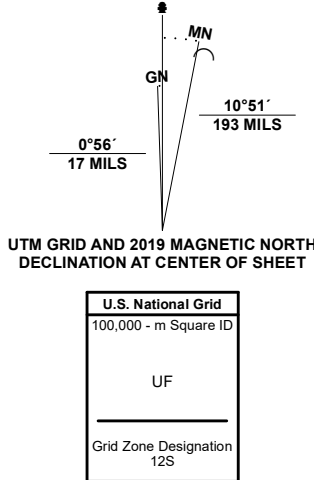 MN
GN
0°56´
17 MILS
10°51´
193 MILS
UTM GRID AND 2019 MAGNETIC NORTH
DECLINATION AT CENTER OF SHEET
U.S. National Grid
100,000 - m Square ID
UF
Grid Zone Designation
12S